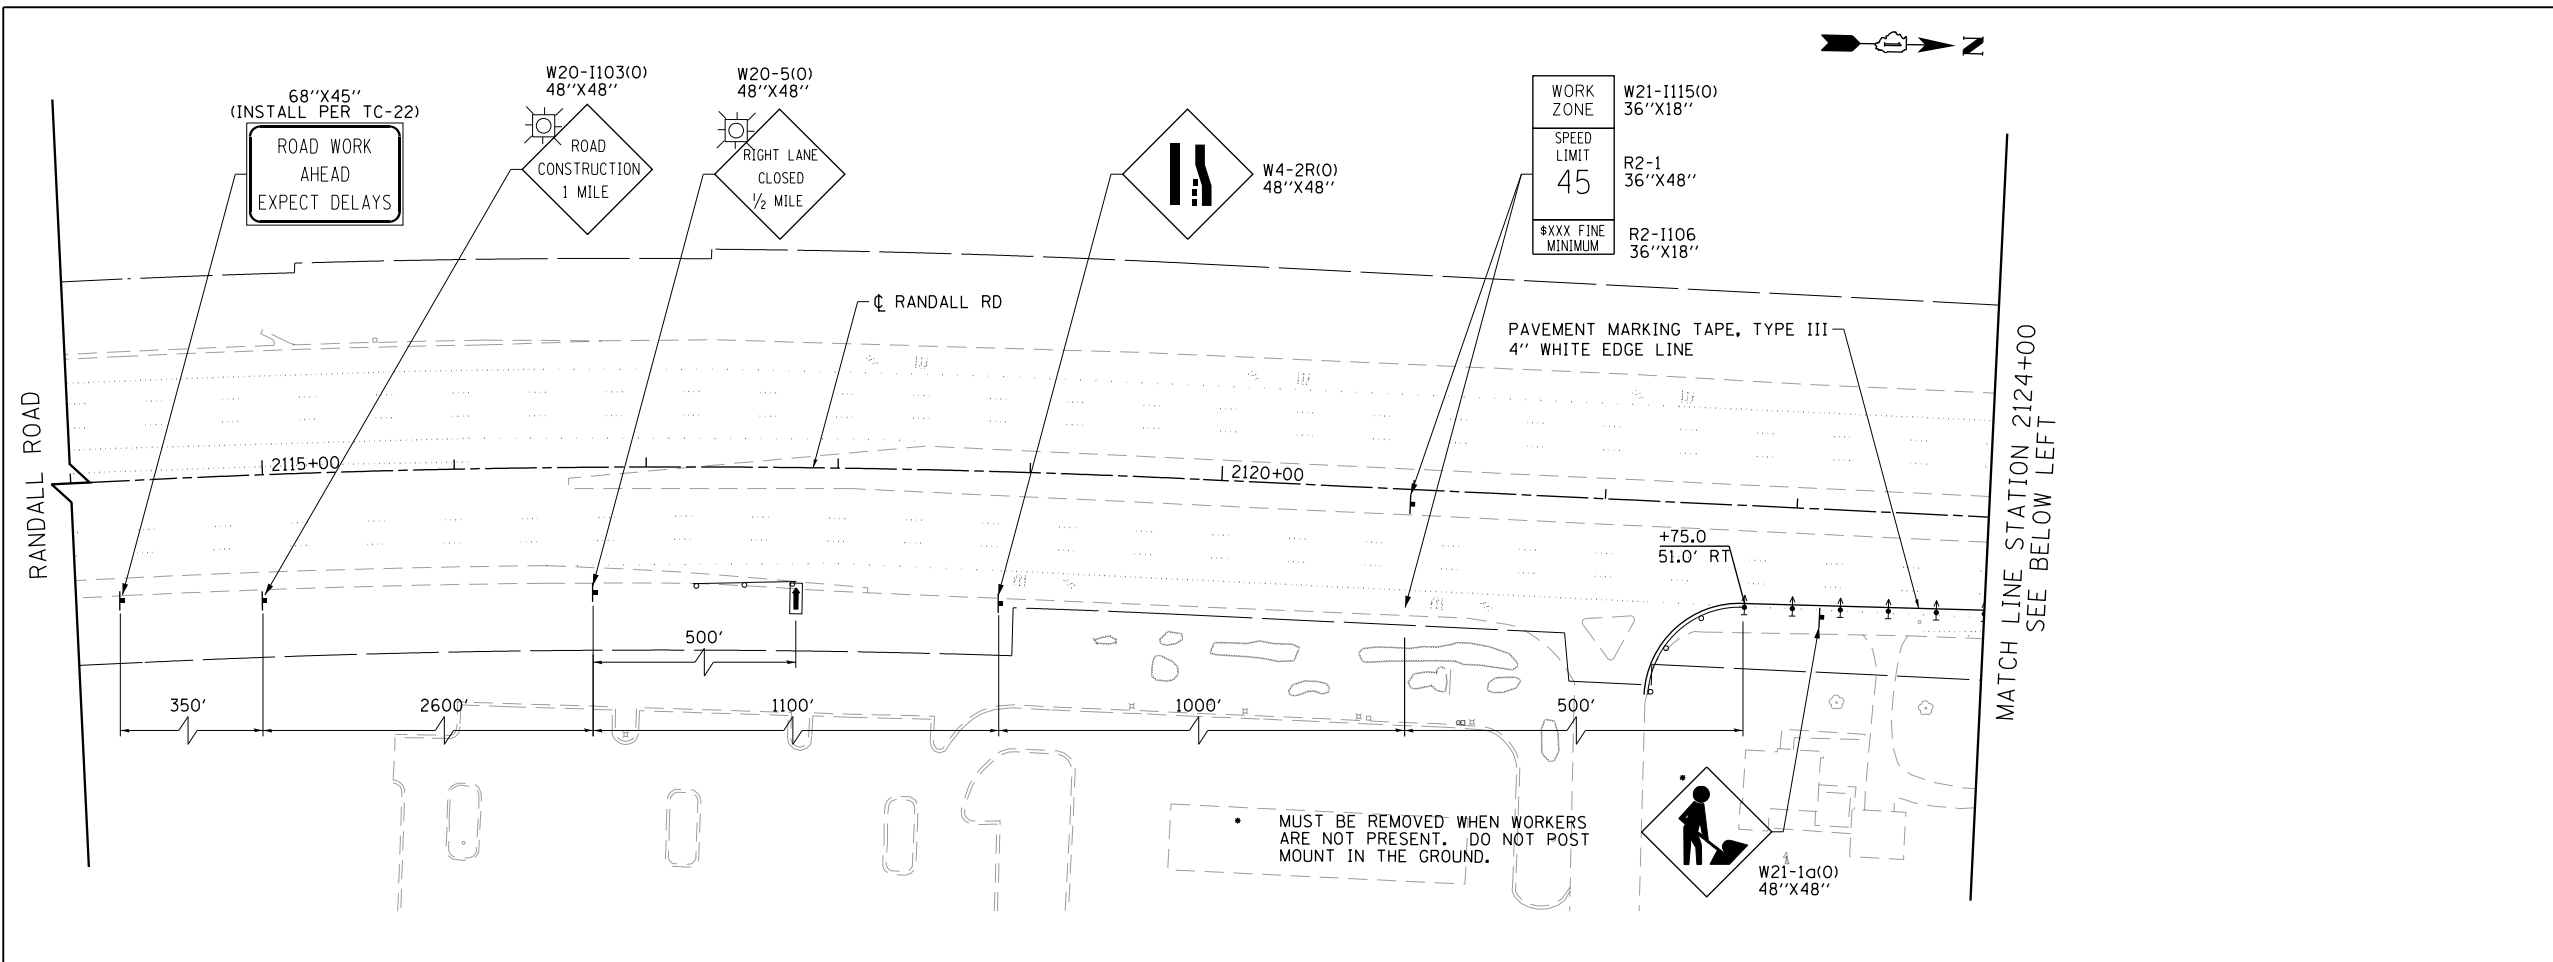 N
68"X45"
(INSTALL PER TC-22)
ROAD WORK
AHEAD
EXPECT DELAYS
W20-I103(O)
48"X48"
ROAD
CONSTRUCTION
1 MILE
W20-5(O)
48"X48"
RIGHT LANE
CLOSED
1/2 MILE
W4-2R(O)
48"X48"
WORK
ZONE
W21-I115(O)
36"X18"
SPEED
LIMIT
45
R2-1
36"X48"
$XXX FINE
MINIMUM
R2-I106
36"X18"
℄ RANDALL RD
PAVEMENT MARKING TAPE, TYPE III
4" WHITE EDGE LINE
RANDALL ROAD
2115+00
2120+00
+75.0
51.0' RT
MATCH LINE STATION 2124+00
SEE BELOW LEFT
500'
350'
2600'
1100'
1000'
500'
* MUST BE REMOVED WHEN WORKERS
ARE NOT PRESENT. DO NOT POST
MOUNT IN THE GROUND.
*
W21-1a(O)
48"X48"